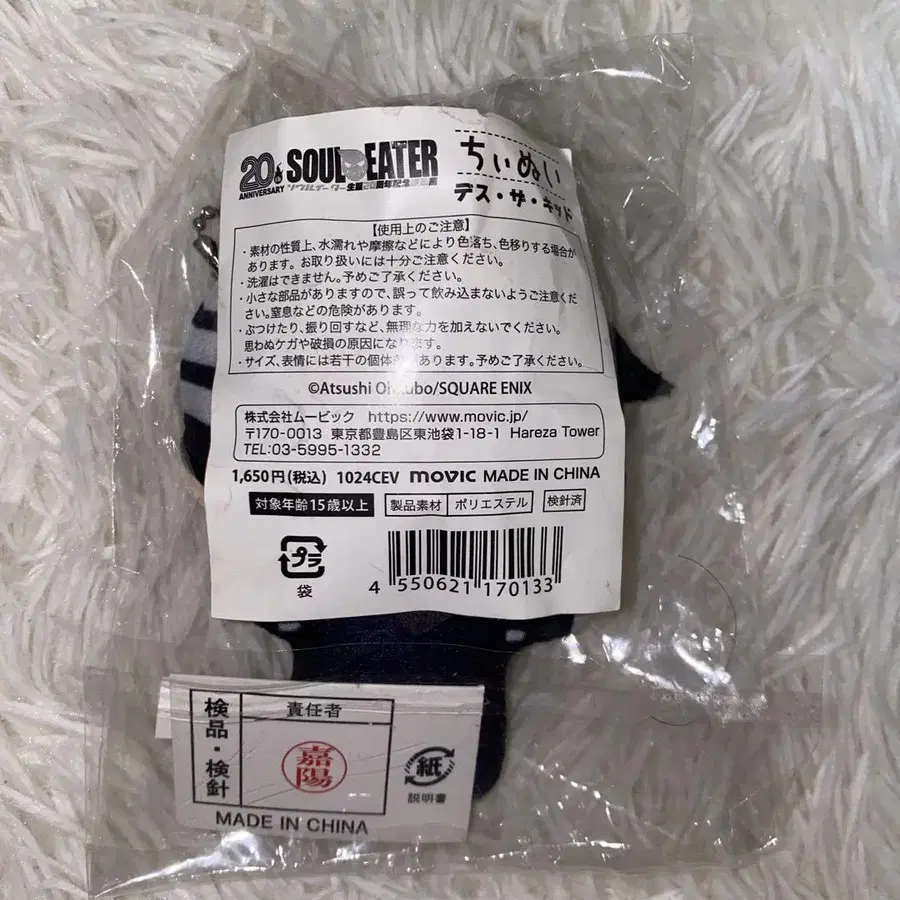 20th
ANNIVERSARY
SOUL EATER
ソウルイーター生誕20周年記念
ちぃぬい
デス・ザ・キッド
【使用上のご注意】
・素材の性質上、水濡れや摩擦などにより色落ち、色移りする場合が
あります。お取り扱いには十分ご注意ください。
・洗濯はできません。予めご了承ください。
・小さな部品がありますので、誤って飲み込まないようご注意くだ
さい。窒息などの危険があります。
・ぶつけたり、振り回すなど、無理な力を加えないでください。
思わぬケガや破損の原因になります。
・サイズ、表情には若干の個体があります。予めご了承ください。
©Atsushi Ohkubo/SQUARE ENIX
株式会社ムービック https://www.movic.jp/
〒170-0013 東京都豊島区東池袋1-18-1 Hareza Tower
TEL:03-5995-1332
1,650円(税込) 1024CEV movic MADE IN CHINA
対象年齢15歳以上 製品素材 ポリエステル 検針済
プラ
袋
4 550621 170133
検品・検針
責任者
嘉陽
紙
説明書
MADE IN CHINA